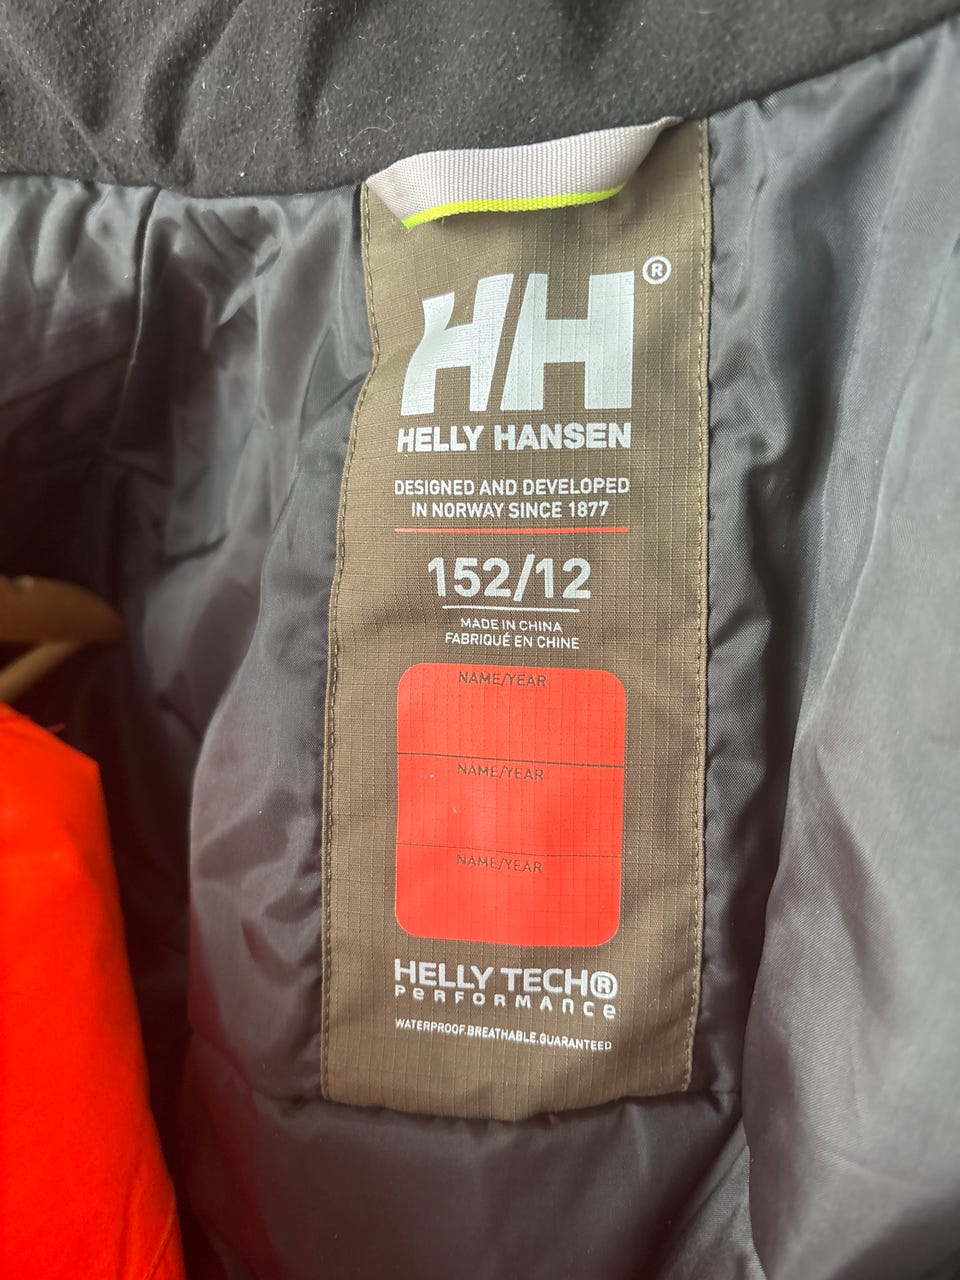 HH®
HELLY HANSEN
DESIGNED AND DEVELOPED
IN NORWAY SINCE 1877
152/12
MADE IN CHINA
FABRIQUÉ EN CHINE
NAME/YEAR
NAME/YEAR
NAME/YEAR
HELLY TECH®
PERFORMANCE
WATERPROOF.BREATHABLE.GUARANTEED